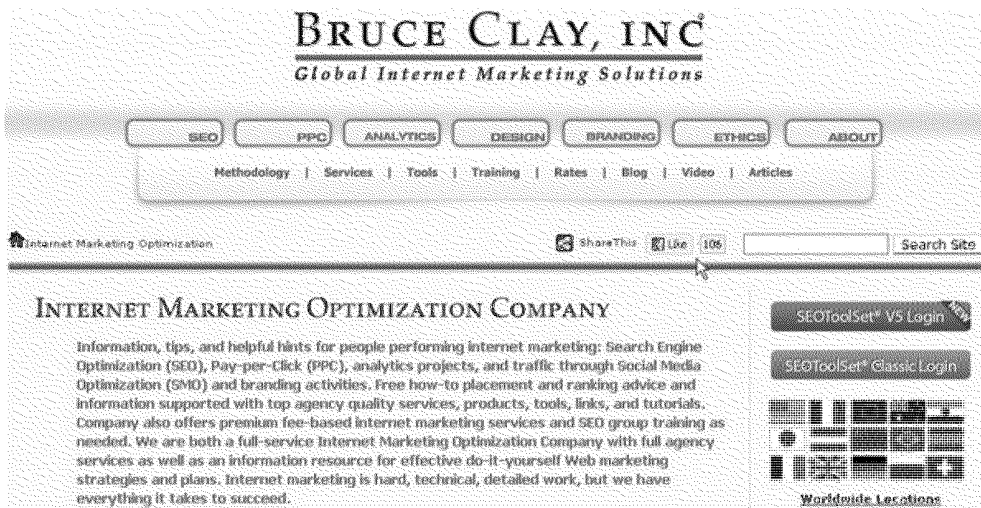 BRUCE CLAY, INC
Global Internet Marketing Solutions
SEO PPC ANALYTICS DESIGN BRANDING ETHICS ABOUT
Methodology | Services | Tools | Training | Rates | Blog | Video | Articles
Internet Marketing Optimization ShareThis Like 106 Search Site
INTERNET MARKETING OPTIMIZATION COMPANY
SEOToolSet® V5 Login NEW
Information, tips, and helpful hints for people performing internet marketing: Search Engine
Optimization (SEO), Pay-per-Click (PPC), analytics projects, and traffic through Social Media
Optimization (SMO) and branding activities. Free how-to placement and ranking advice and
information supported with top agency quality services, products, tools, links, and tutorials.
Company also offers premium fee-based internet marketing services and SEO group training as
needed. We are both a full-service Internet Marketing Optimization Company with full agency
services as well as an information resource for effective do-it-yourself Web marketing
strategies and plans. Internet marketing is hard, technical, detailed work, but we have
everything it takes to succeed.
SEOToolSet® Classic Login
Worldwide Locations